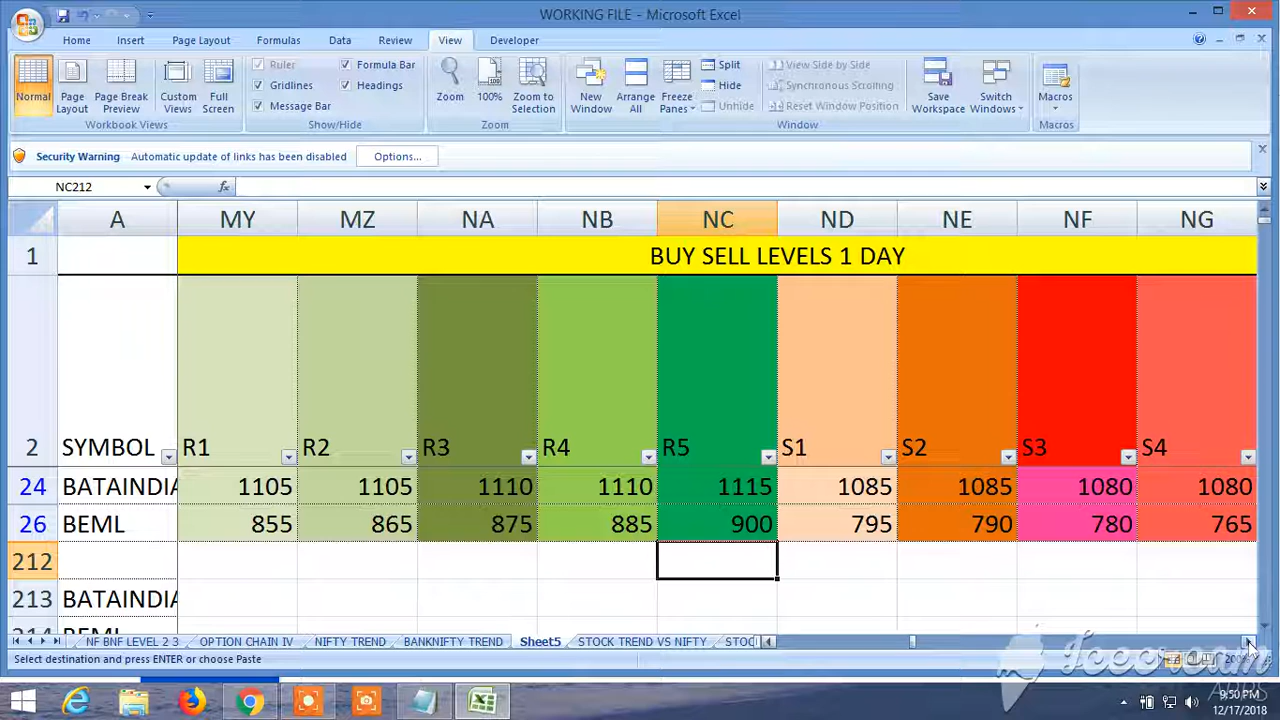 WORKING FILE - Microsoft Excel
Home Insert Page Layout Formulas Data Review View Developer
Normal
Page Layout
Page Break Preview
Custom Views
Full Screen
Workbook Views
Ruler
Formula Bar
Gridlines
Headings
Message Bar
Show/Hide
Zoom
100%
Zoom to Selection
Zoom
New Window
Arrange All
Freeze Panes
Split
Hide
Unhide
View Side by Side
Synchronous Scrolling
Reset Window Position
Window
Save Workspace
Switch Windows
Macros
Macros
Security Warning Automatic update of links has been disabled Options...
NC212 fx
A MY MZ NA NB NC ND NE NF NG
1 BUY SELL LEVELS 1 DAY
2 SYMBOL R1 R2 R3 R4 R5 S1 S2 S3 S4
24 BATAINDIA 1105 1105 1110 1110 1115 1085 1085 1080 1080
26 BEML 855 865 875 885 900 795 790 780 765
212
213 BATAINDIA
214 BEML
NF BNF LEVEL 2 3 OPTION CHAIN IV NIFTY TREND BANKNIFTY TREND Sheet5 STOCK TREND VS NIFTY STOC
Select destination and press ENTER or choose Paste
Icecream
APPS
9:50 PM
12/17/2018